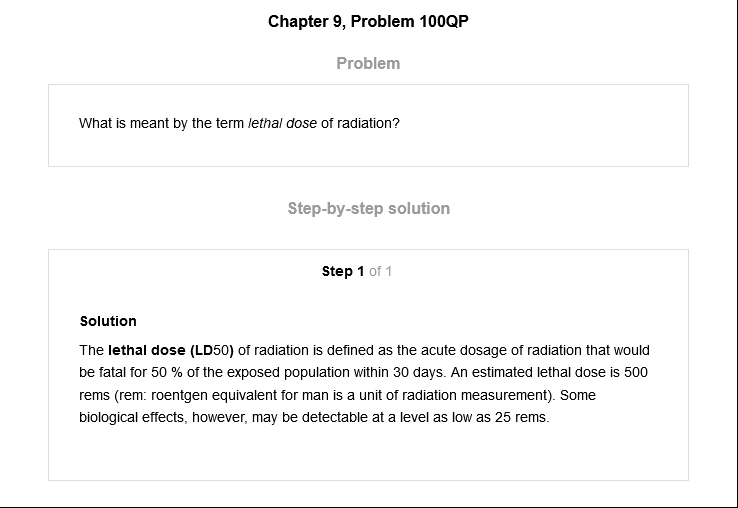 Chapter 9, Problem 100QP
Problem
What is meant by the term lethal dose of radiation?
Step-by-step solution
Step 1 of 1
Solution
The lethal dose (LD50) of radiation is defined as the acute dosage of radiation that would
be fatal for 50 % of the exposed population within 30 days. An estimated lethal dose is 500
rems (rem: roentgen equivalent for man is a unit of radiation measurement). Some
biological effects, however, may be detectable at a level as low as 25 rems.